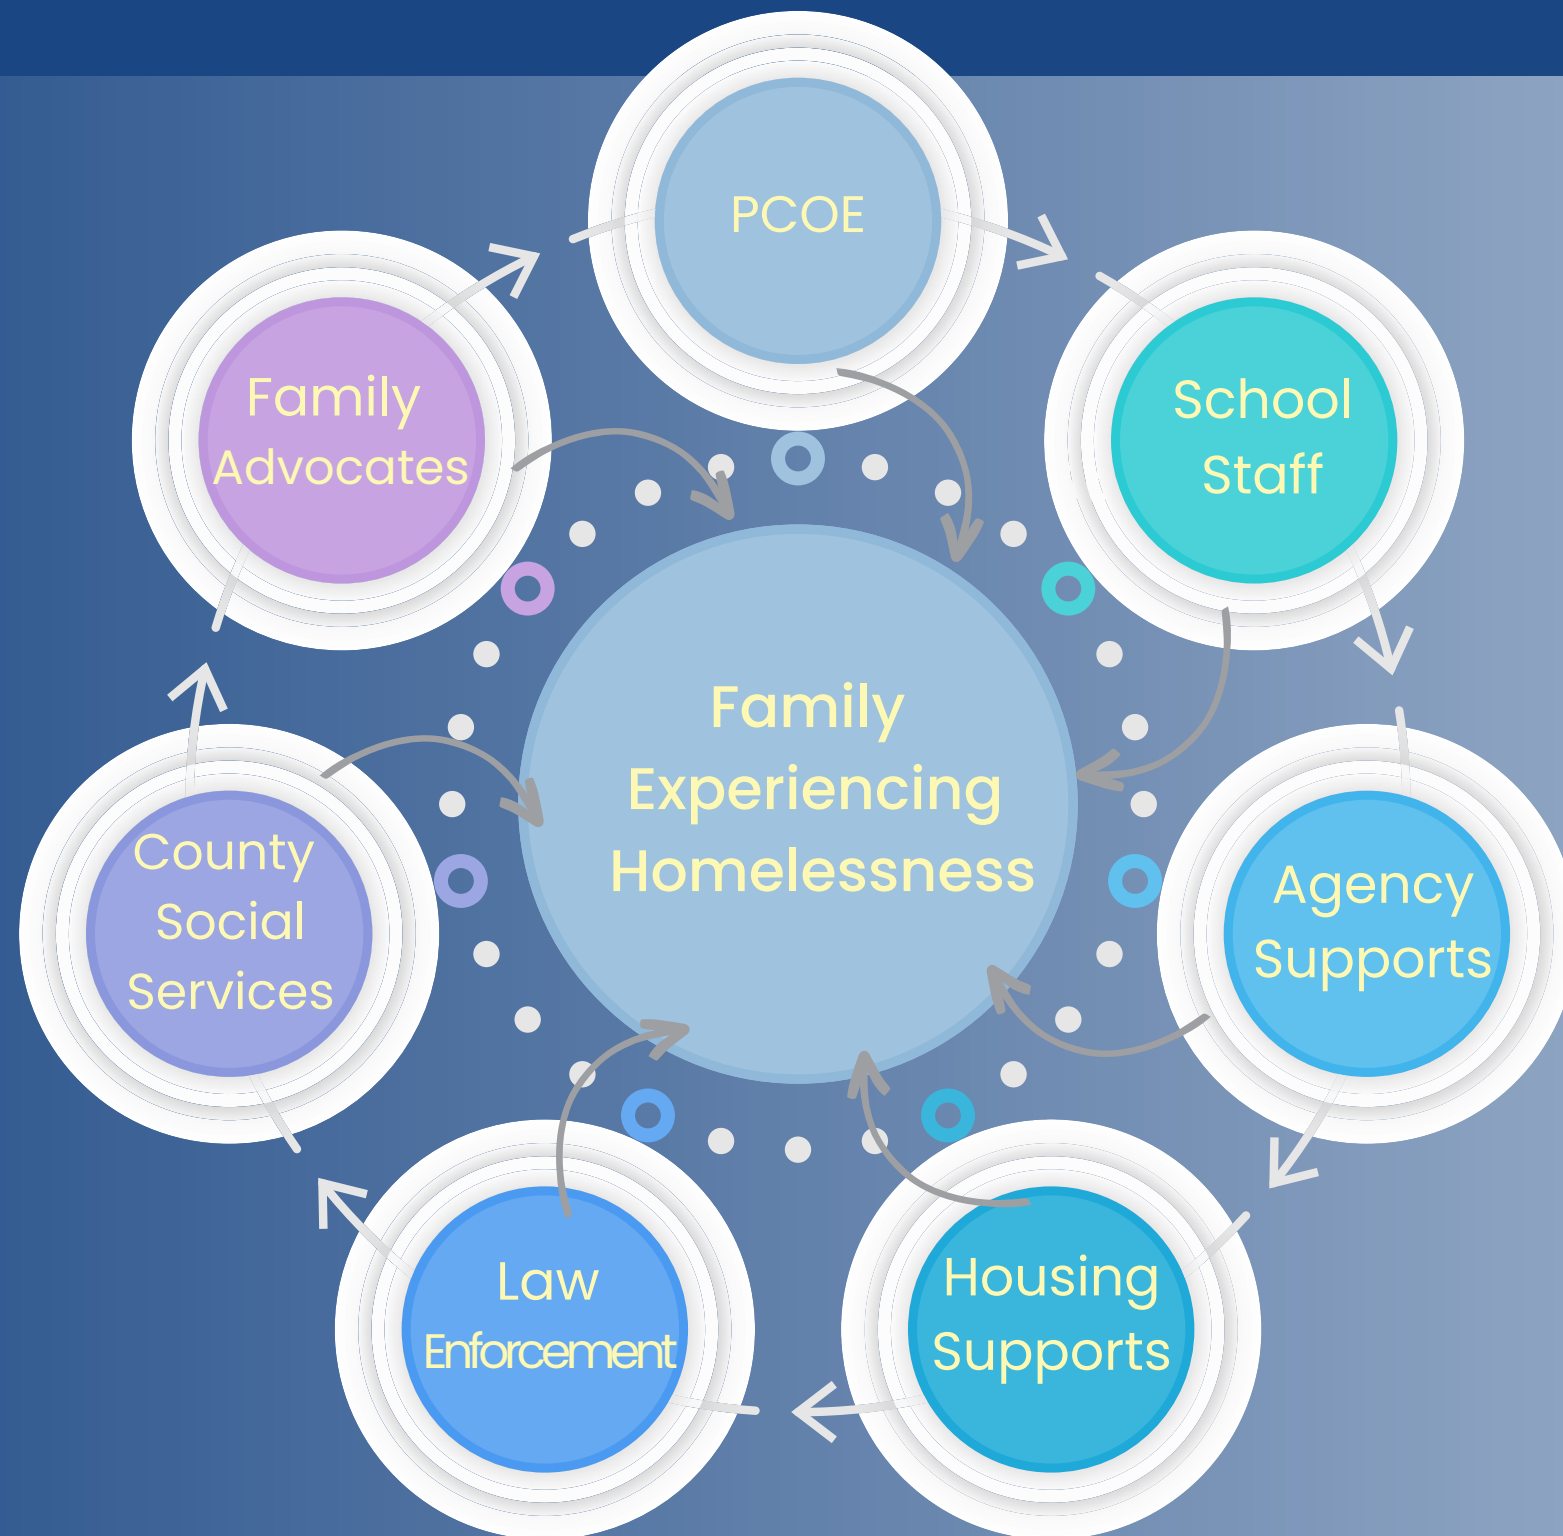 PCOE
School
Staff
Agency
Supports
Housing
Supports
Law
Enforcement
County
Social
Services
Family
Advocates
Family
Experiencing
Homelessness